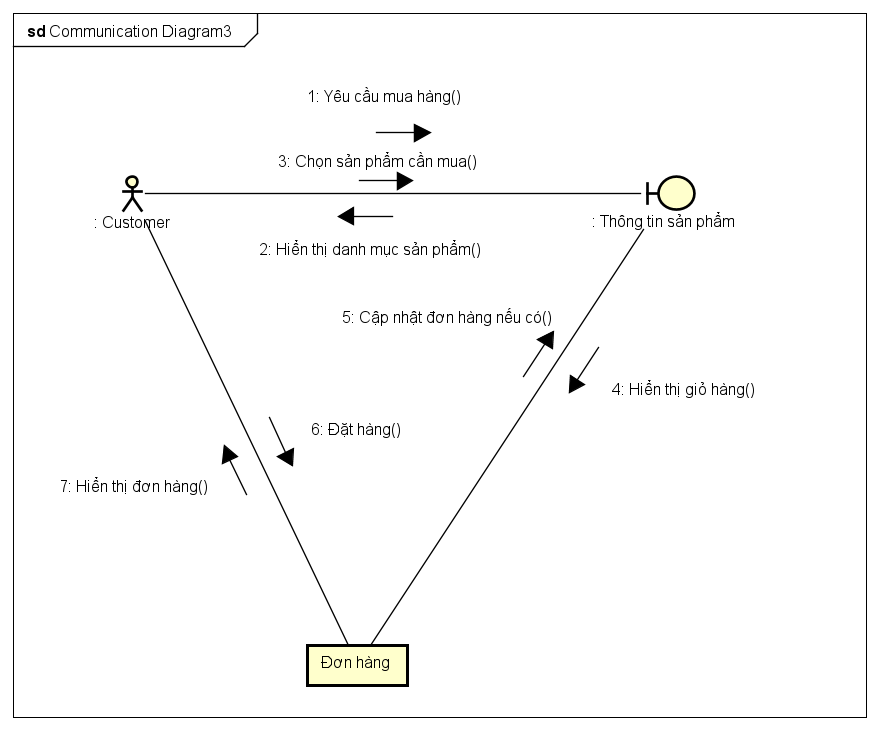 sd Communication Diagram3
1: Yêu cầu mua hàng()
3: Chọn sản phẩm cần mua()
: Customer
: Thông tin sản phẩm
2: Hiển thị danh mục sản phẩm()
5: Cập nhật đơn hàng nếu có()
4: Hiển thị giỏ hàng()
6: Đặt hàng()
7: Hiển thị đơn hàng()
Đơn hàng